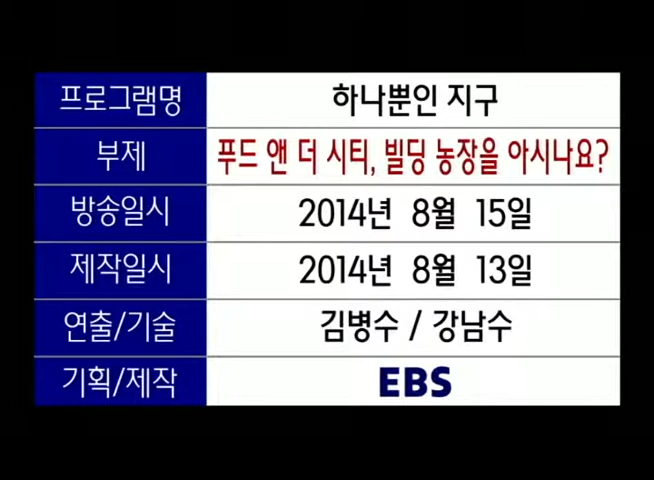 프로그램명 하나뿐인 지구
부제 푸드 앤 더 시티, 빌딩 농장을 아시나요?
방송일시 2014년 8월 15일
제작일시 2014년 8월 13일
연출/기술 김병수 / 강남수
기획/제작 EBS